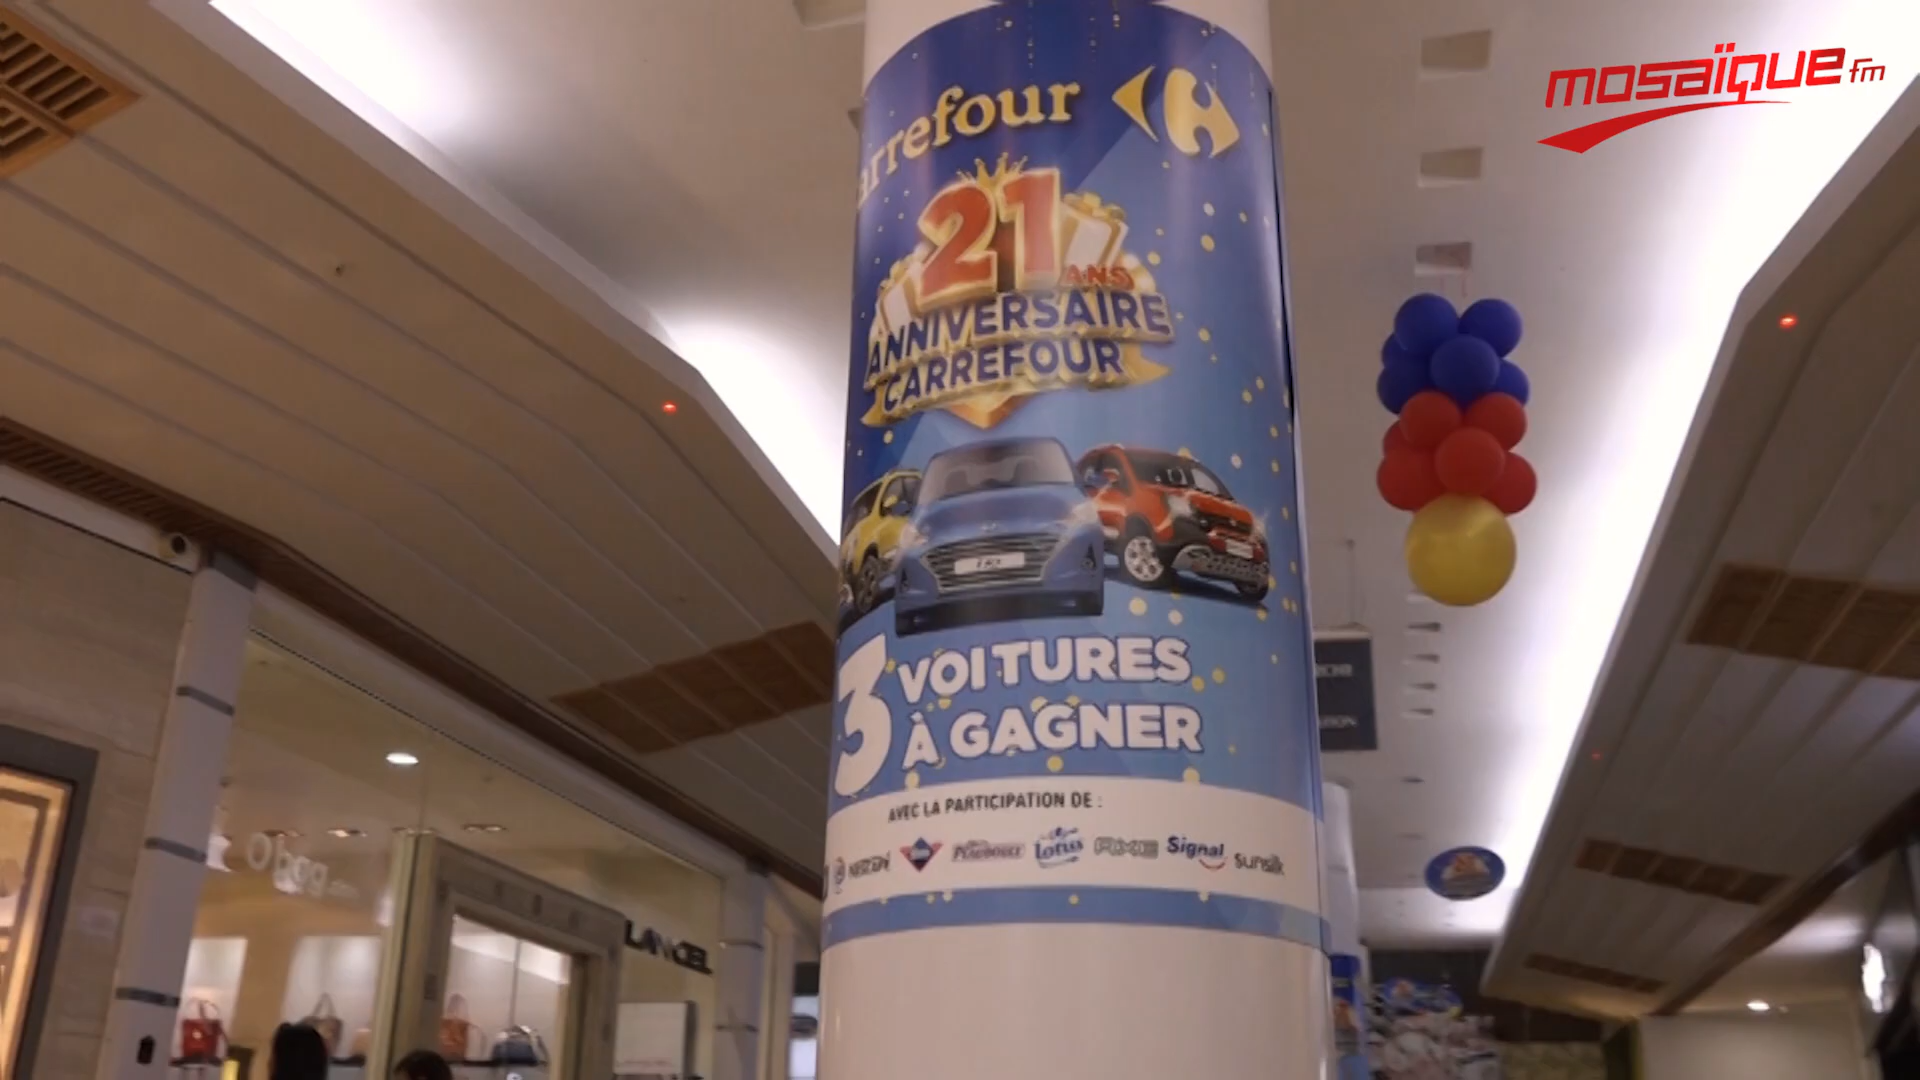 mosaïque fm
arrefour
21
ANS
ANNIVERSAIRE
CARREFOUR
3 VOITURES
À GAGNER
AVEC LA PARTICIPATION DE :
NESCAFÉ Lotus AXE Signal sunsilk
LANCEL